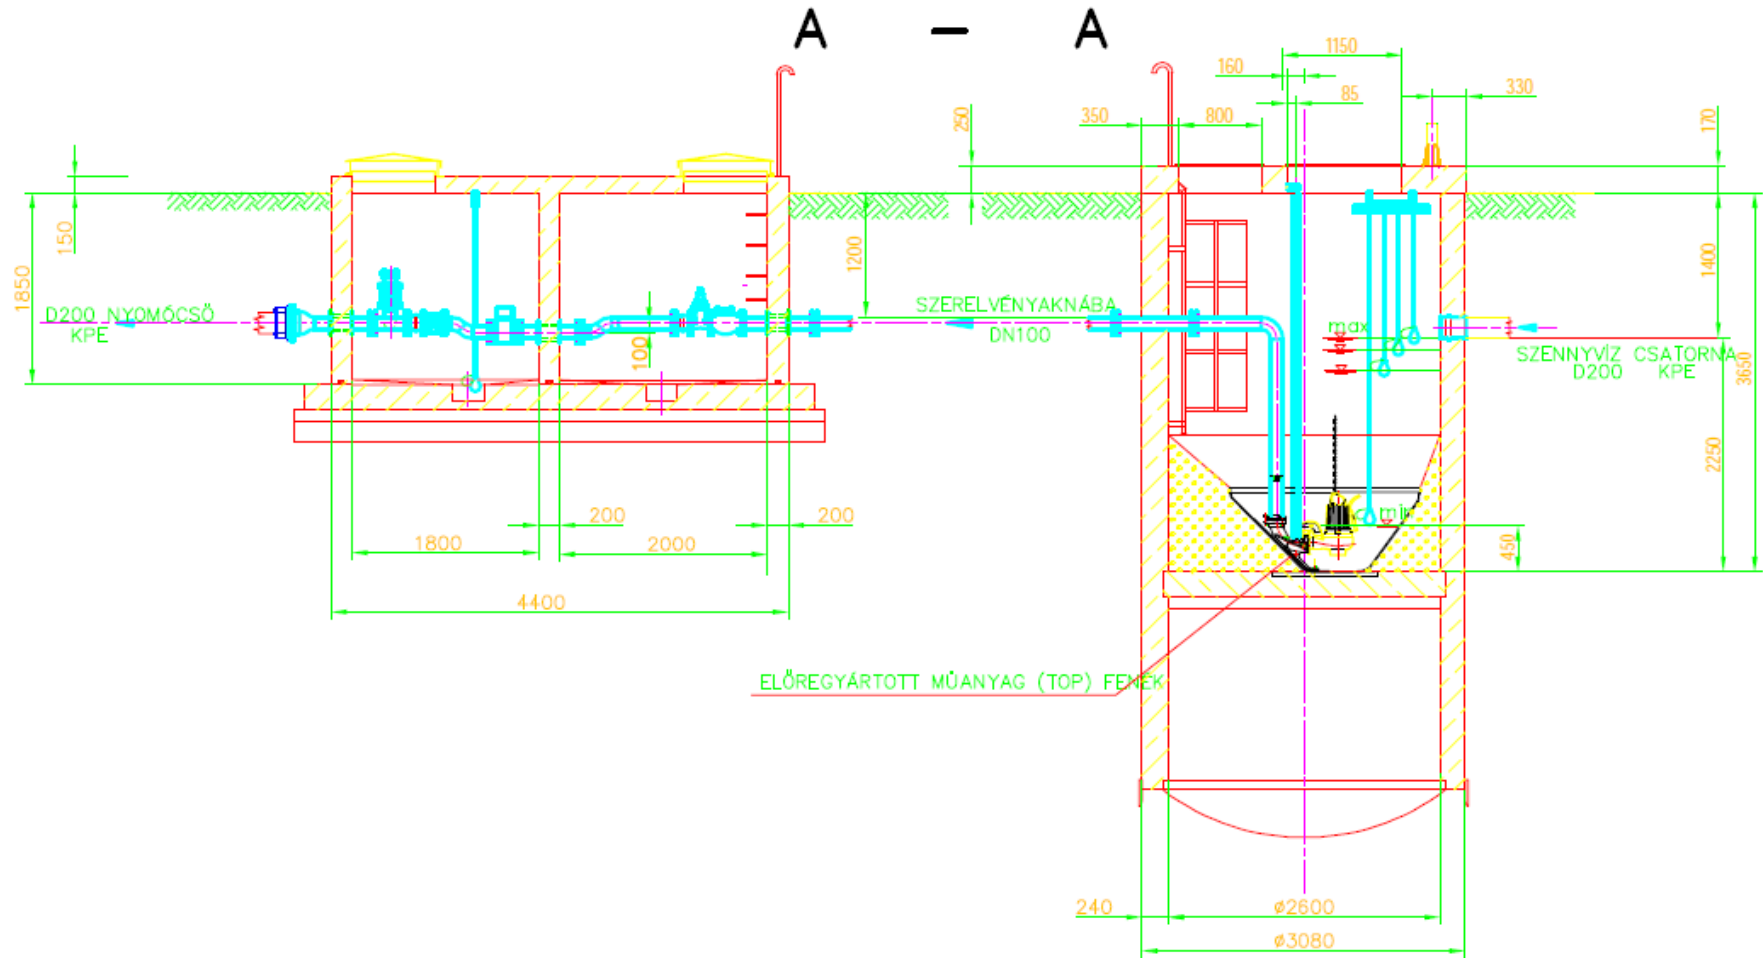 A – A
1150
160
330
85
350
800
250
170
150
1850
1200
1400
D200 NYOMÓCSŐ
KPE
SZERELVÉNYAKNÁBA
DN100
100
max
SZENNYVÍZ CSATORNA
D200 KPE
3650
2250
min
450
200
200
1800
2000
4400
ELŐREGYÁRTOTT MŰANYAG (TOP) FENÉK
240
ø2600
ø3080